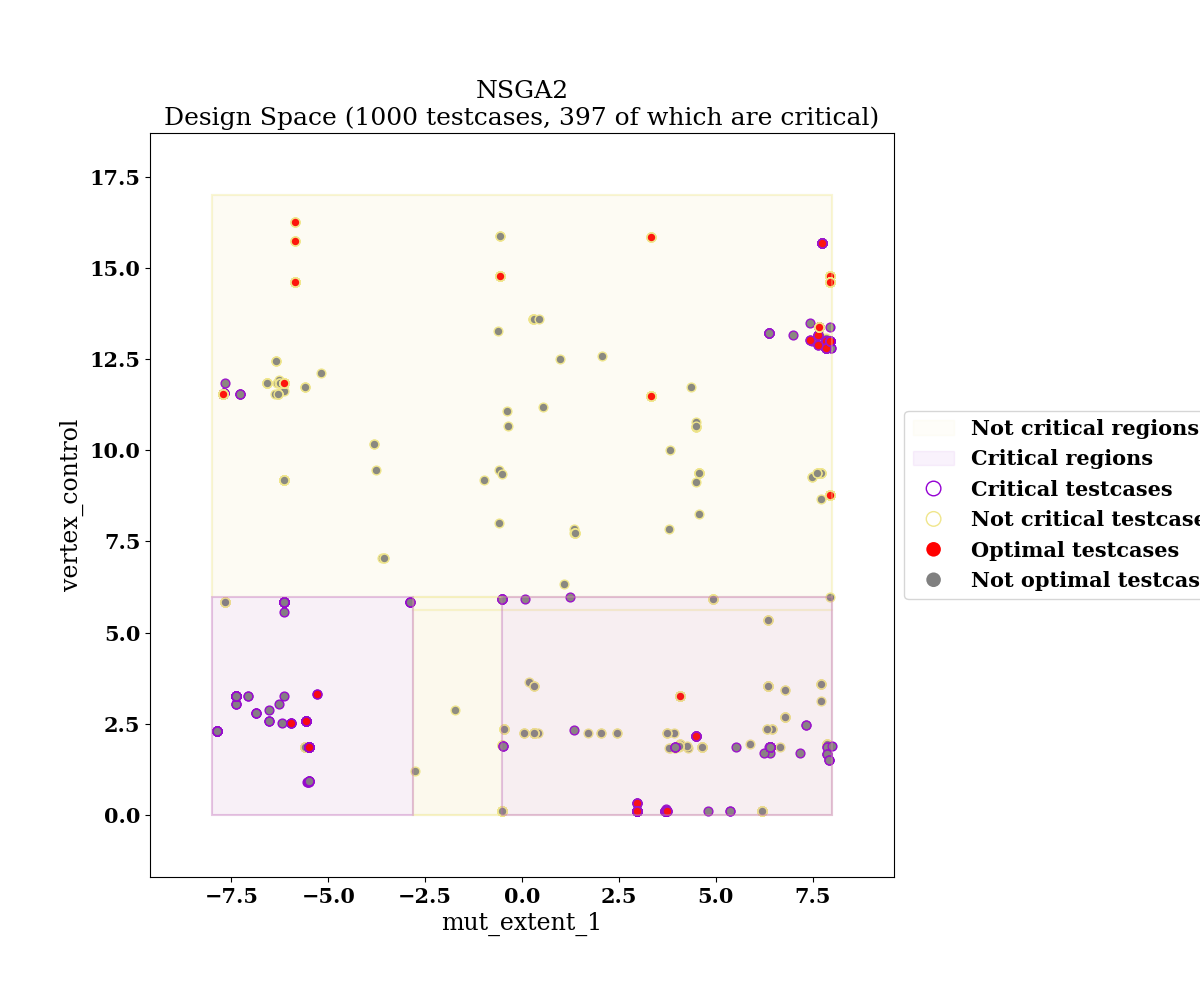 NSGA2
Design Space (1000 testcases, 397 of which are critical)
17.5
15.0
12.5
10.0
7.5
5.0
2.5
0.0
vertex_control
−7.5
−5.0
−2.5
0.0
2.5
5.0
7.5
mut_extent_1
Not critical regions
Critical regions
Critical testcases
Not critical testcase
Optimal testcases
Not optimal testcas